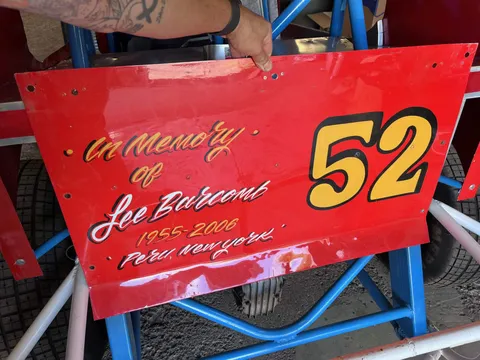 In Memory
of
Lee Barcomb
1955-2006
Peru, New York
52